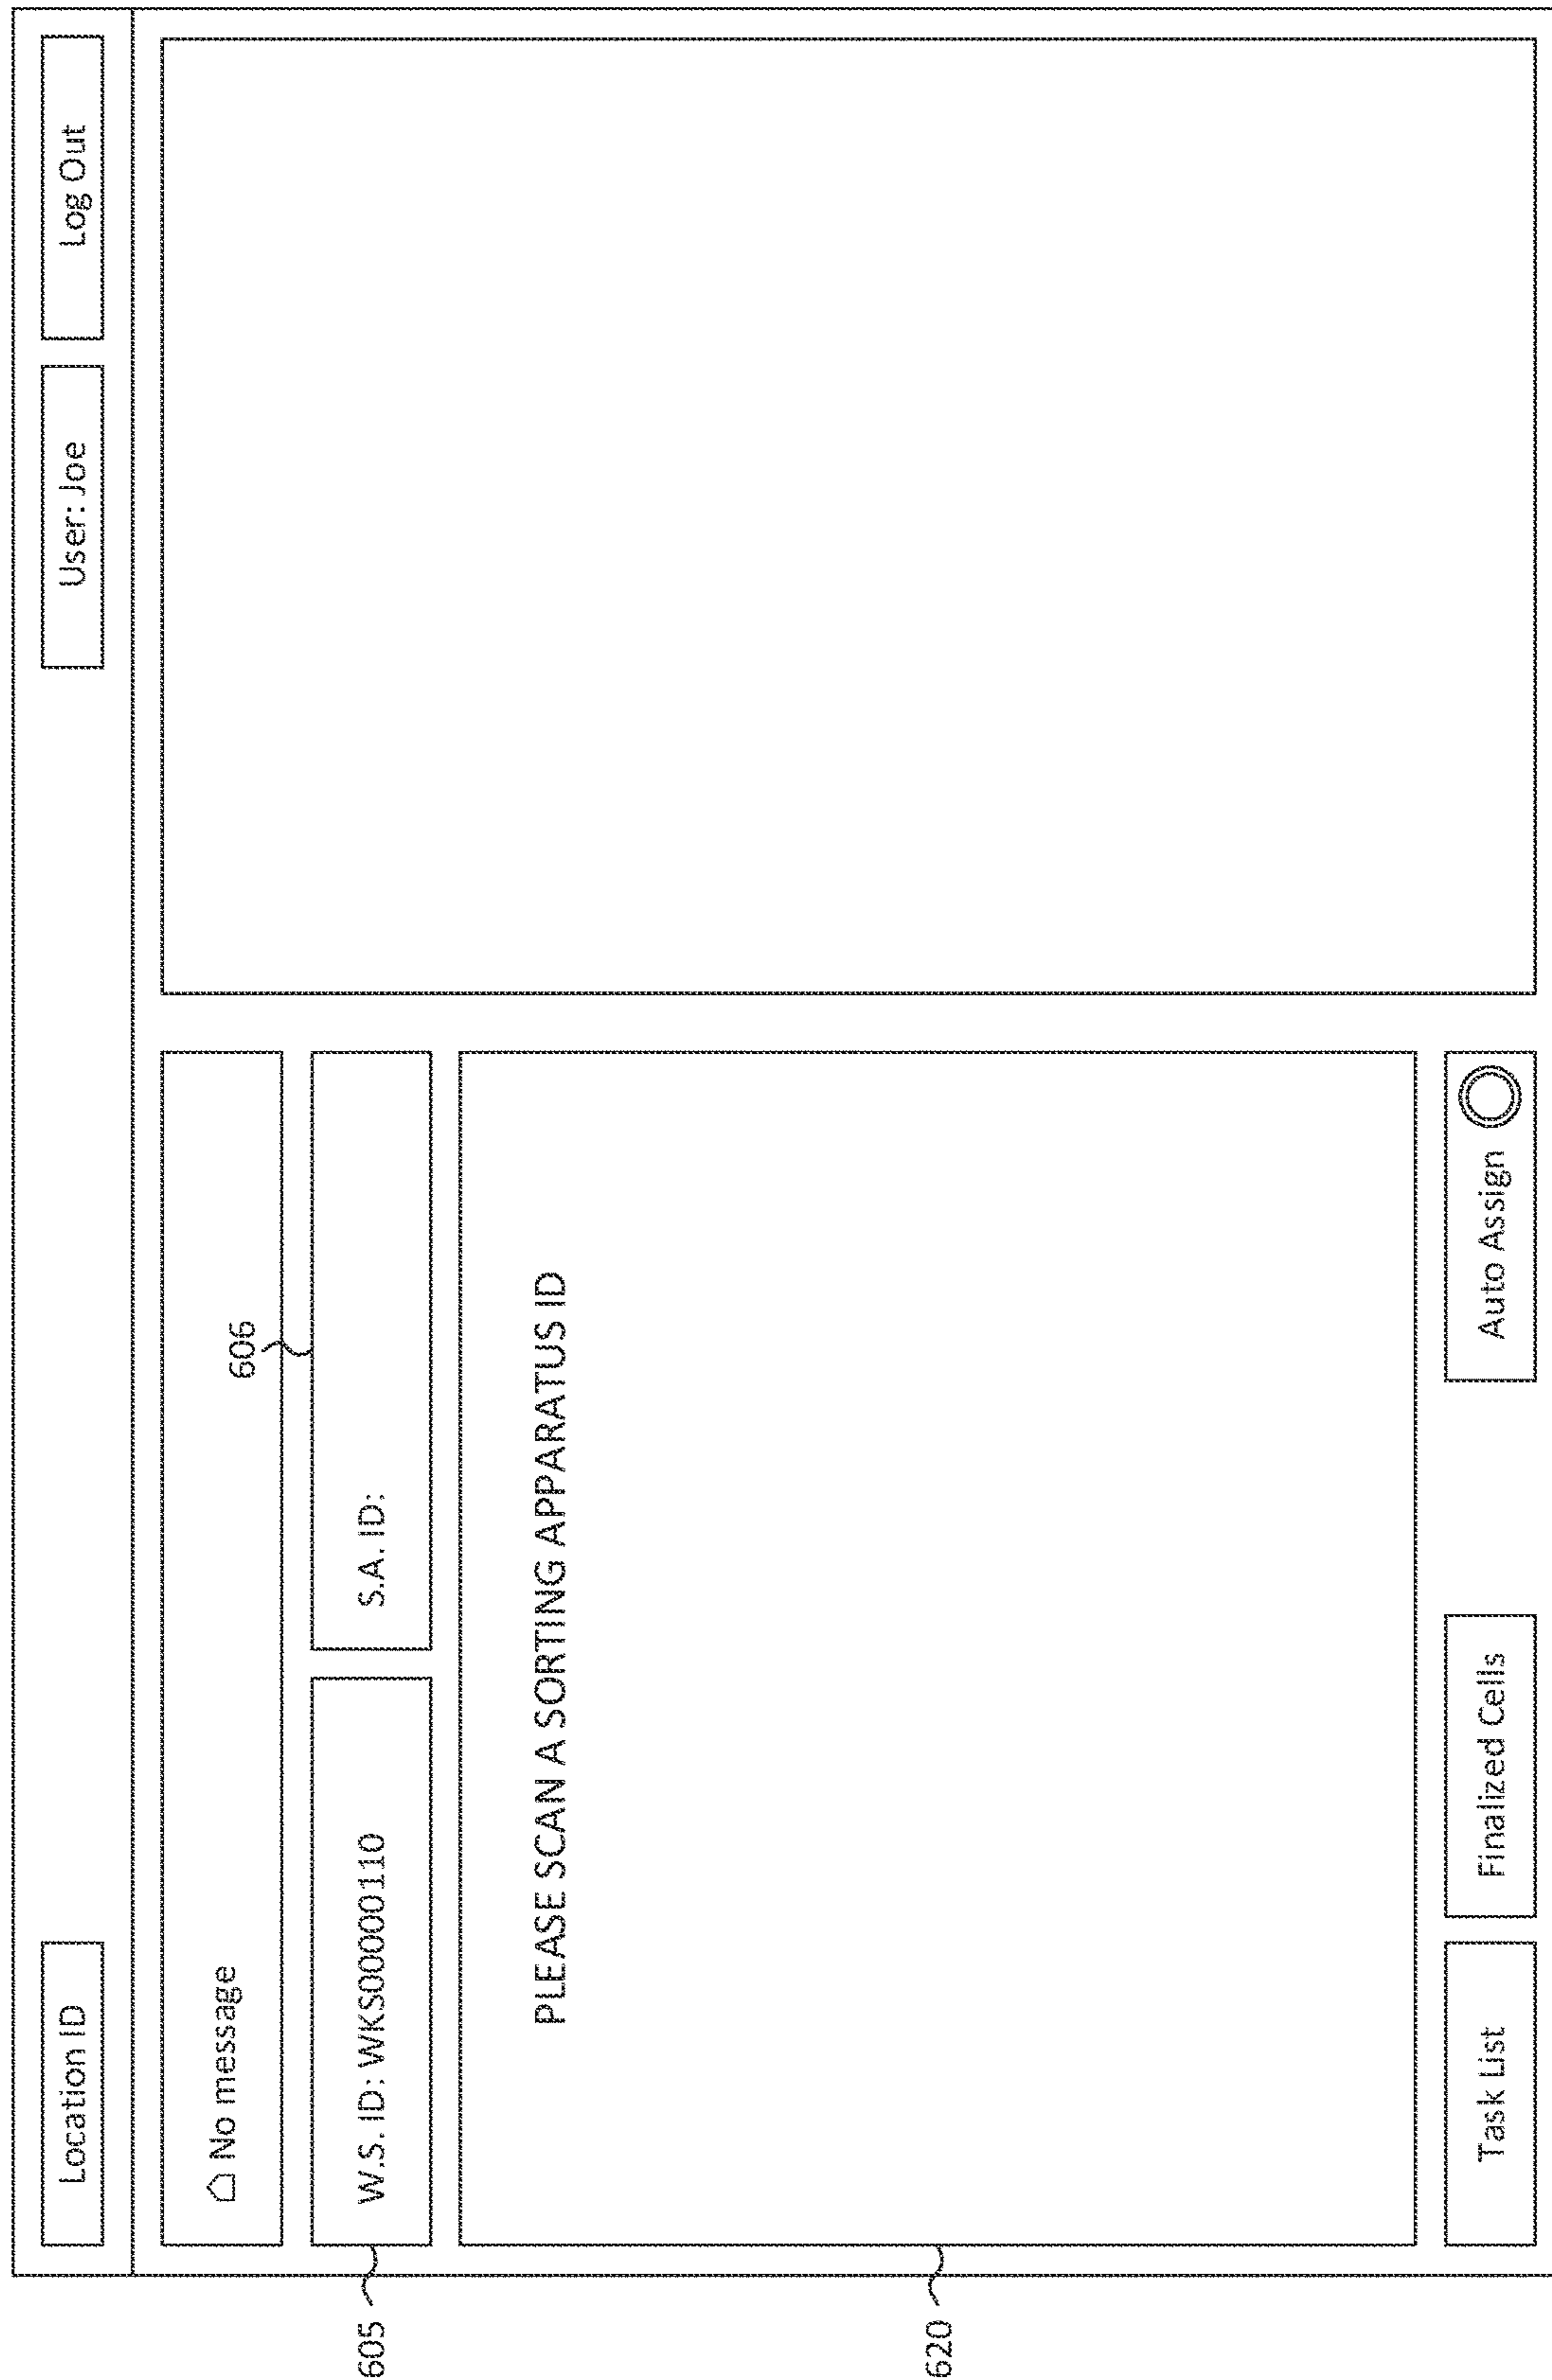 Location ID
User: Joe
Log Out
No message
606
605
W.S. ID: WKS00000110
S.A. ID:
PLEASE SCAN A SORTING APPARATUS ID
620
Task List
Finalized Cells
Auto Assign